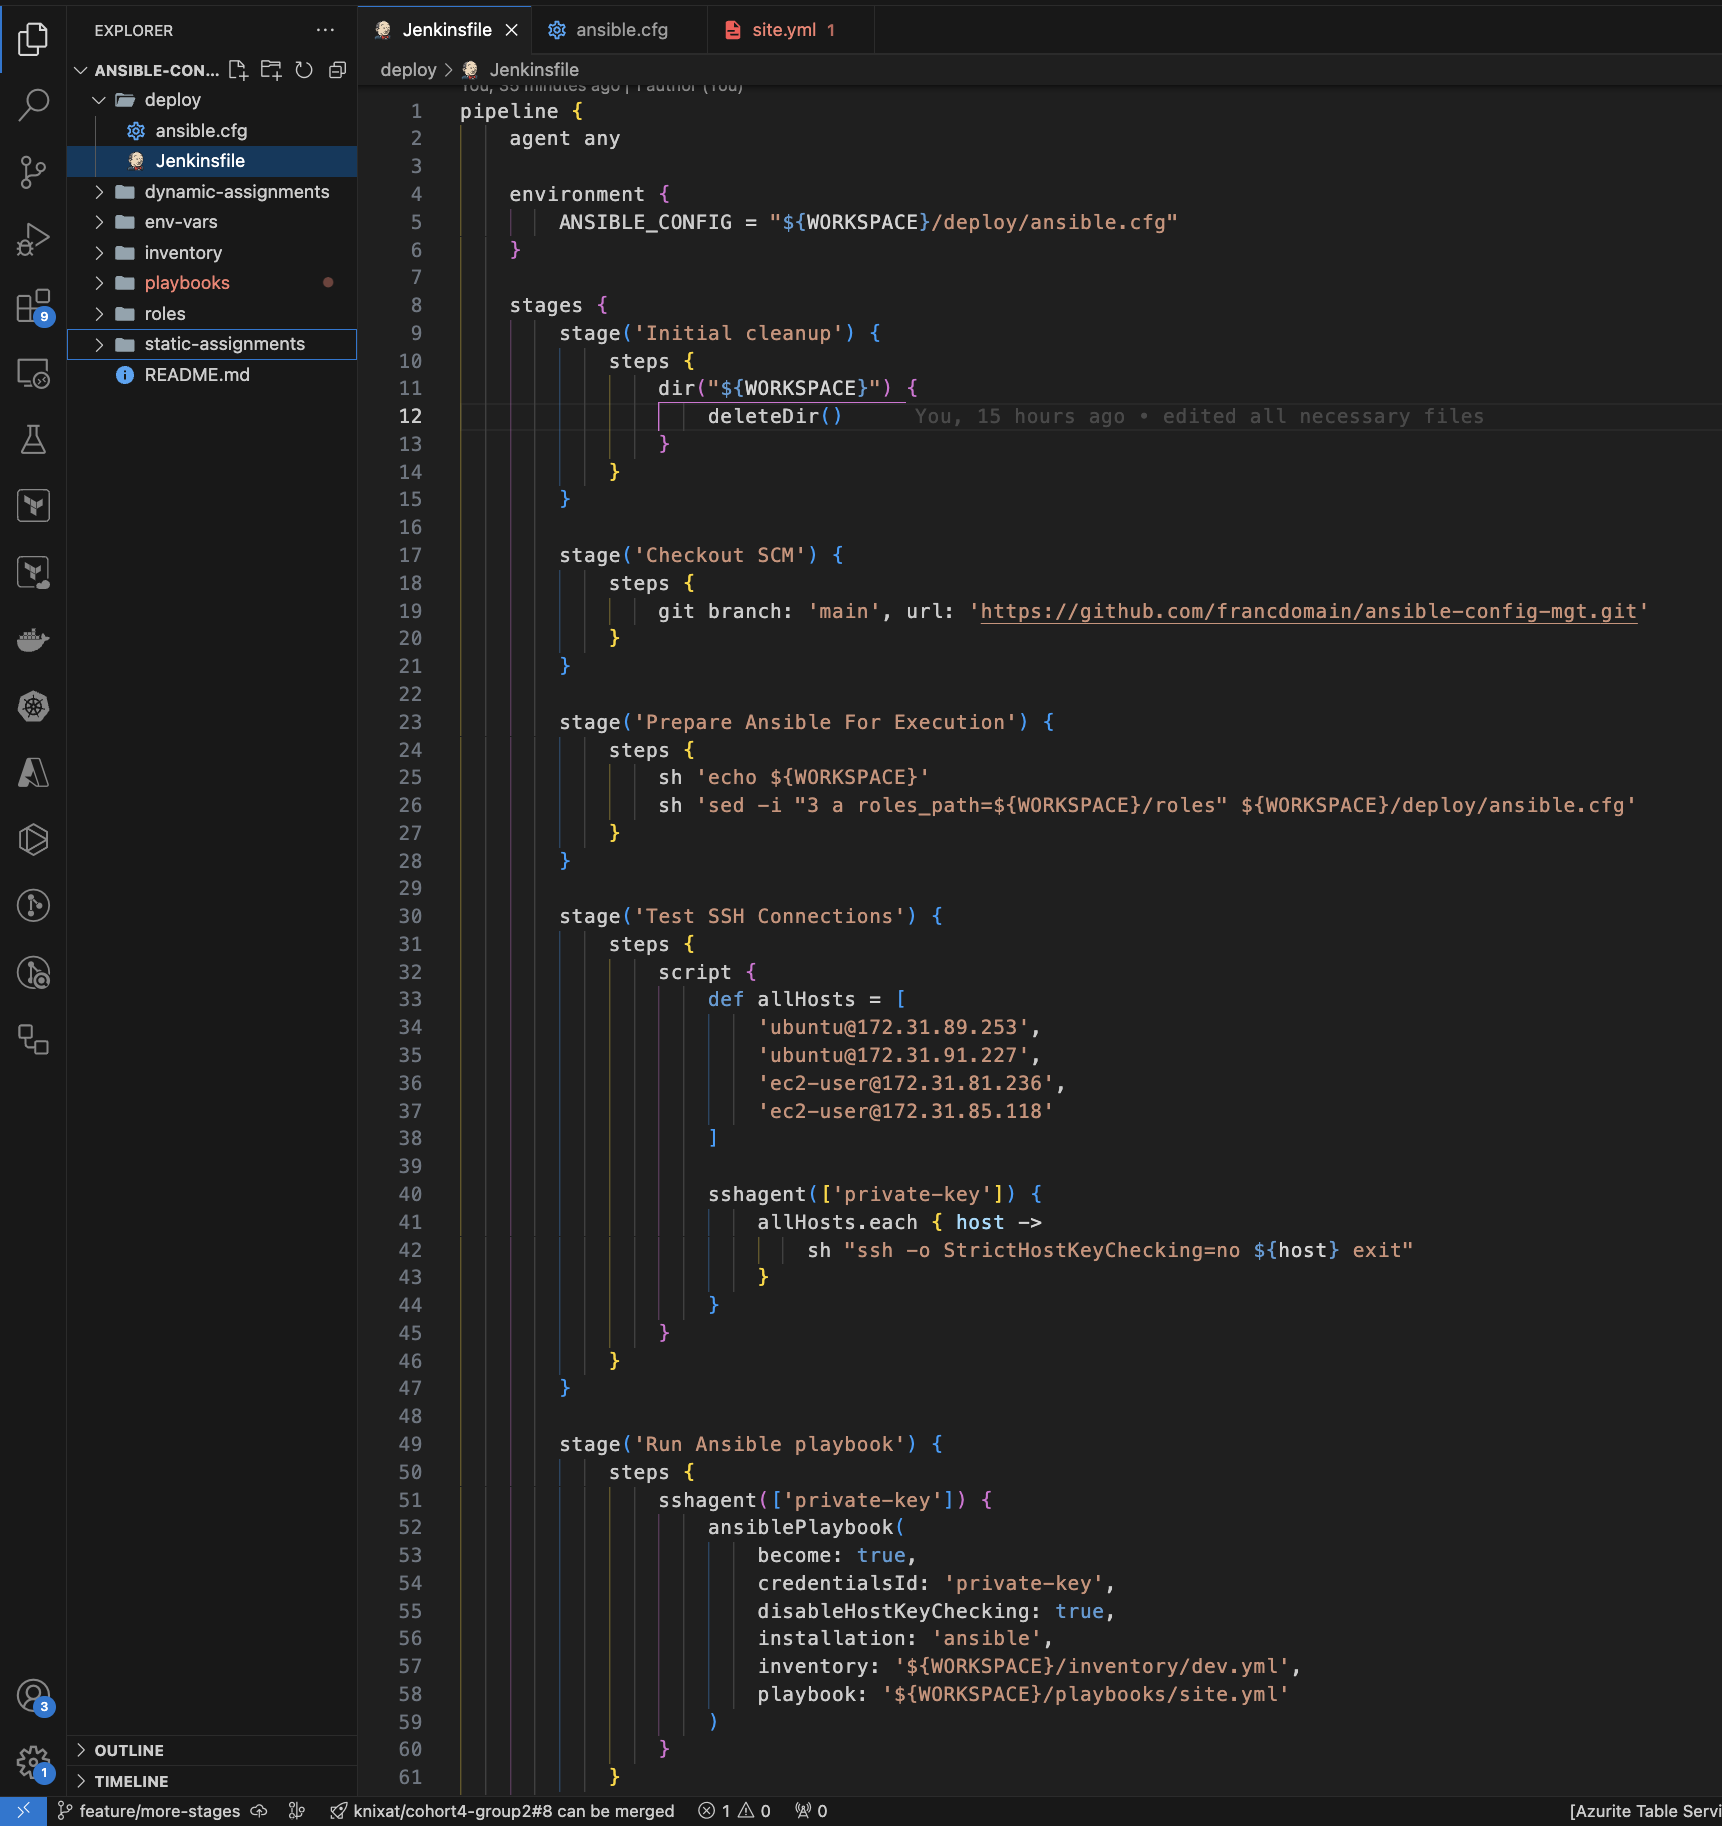 EXPLORER
ANSIBLE-CON...
deploy
ansible.cfg
Jenkinsfile
dynamic-assignments
env-vars
inventory
playbooks
roles
static-assignments
README.md
OUTLINE
TIMELINE
9
3
1
Jenkinsfile
ansible.cfg
site.yml 1
deploy > Jenkinsfile
You, 35 minutes ago | 1 author (You)
1 pipeline {
2 agent any
3
4 environment {
5 ANSIBLE_CONFIG = "${WORKSPACE}/deploy/ansible.cfg"
6 }
7
8 stages {
9 stage('Initial cleanup') {
10 steps {
11 dir("${WORKSPACE}") {
12 deleteDir() You, 15 hours ago • edited all necessary files
13 }
14 }
15 }
16
17 stage('Checkout SCM') {
18 steps {
19 git branch: 'main', url: 'https://github.com/francdomain/ansible-config-mgt.git'
20 }
21 }
22
23 stage('Prepare Ansible For Execution') {
24 steps {
25 sh 'echo ${WORKSPACE}'
26 sh 'sed -i "3 a roles_path=${WORKSPACE}/roles" ${WORKSPACE}/deploy/ansible.cfg'
27 }
28 }
29
30 stage('Test SSH Connections') {
31 steps {
32 script {
33 def allHosts = [
34 'ubuntu@172.31.89.253',
35 'ubuntu@172.31.91.227',
36 'ec2-user@172.31.81.236',
37 'ec2-user@172.31.85.118'
38 ]
39
40 sshagent(['private-key']) {
41 allHosts.each { host ->
42 sh "ssh -o StrictHostKeyChecking=no ${host} exit"
43 }
44 }
45 }
46 }
47 }
48
49 stage('Run Ansible playbook') {
50 steps {
51 sshagent(['private-key']) {
52 ansiblePlaybook(
53 become: true,
54 credentialsId: 'private-key',
55 disableHostKeyChecking: true,
56 installation: 'ansible',
57 inventory: '${WORKSPACE}/inventory/dev.yml',
58 playbook: '${WORKSPACE}/playbooks/site.yml'
59 )
60 }
61 }
feature/more-stages knixat/cohort4-group2#8 can be merged 1 0 0 [Azurite Table Servi